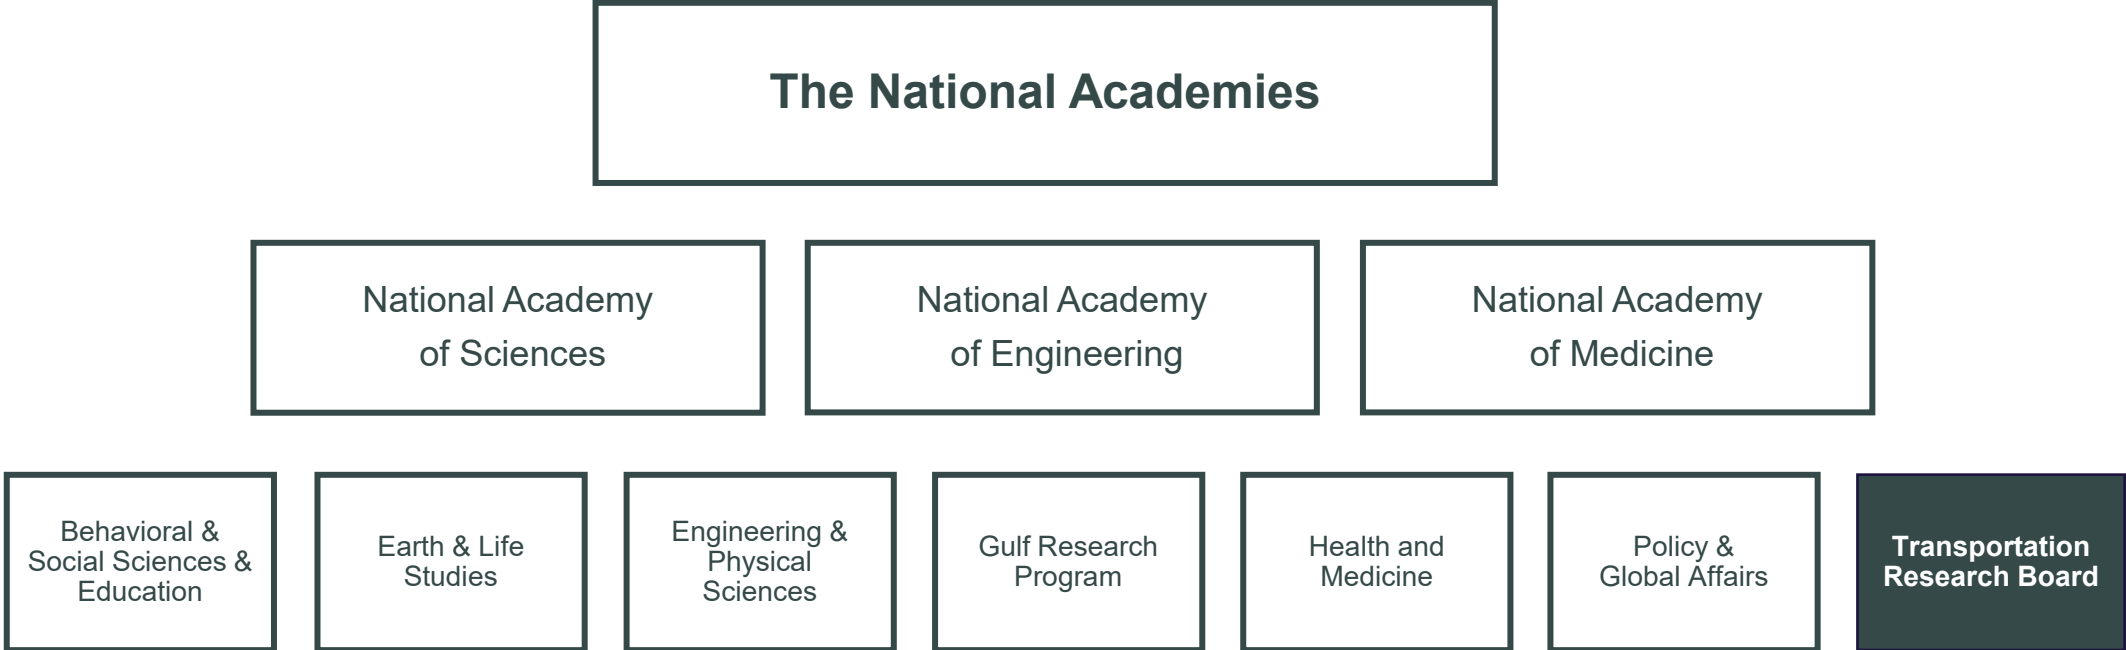 The National Academies
National Academy
of Sciences
National Academy
of Engineering
National Academy
of Medicine
Behavioral &
Social Sciences &
Education
Earth & Life
Studies
Engineering &
Physical
Sciences
Gulf Research
Program
Health and
Medicine
Policy &
Global Affairs
Transportation
Research Board